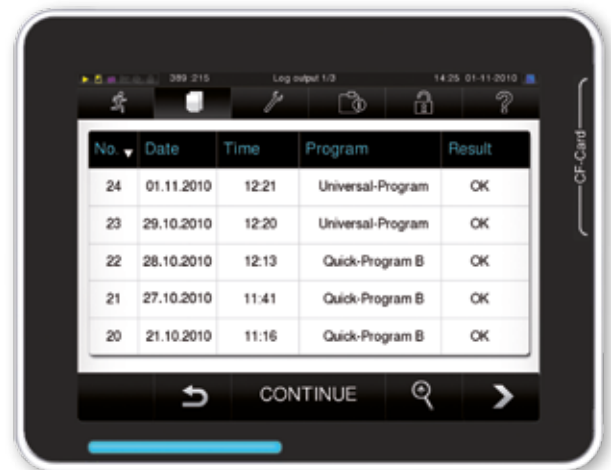 389 215 Log output 1/3 14:25 01-11-2010
No. Date Time Program Result
24 01.11.2010 12:21 Universal-Program OK
23 29.10.2010 12:20 Universal-Program OK
22 28.10.2010 12:13 Quick-Program B OK
21 27.10.2010 11:41 Quick-Program B OK
20 21.10.2010 11:16 Quick-Program B OK
CONTINUE
CF-Card